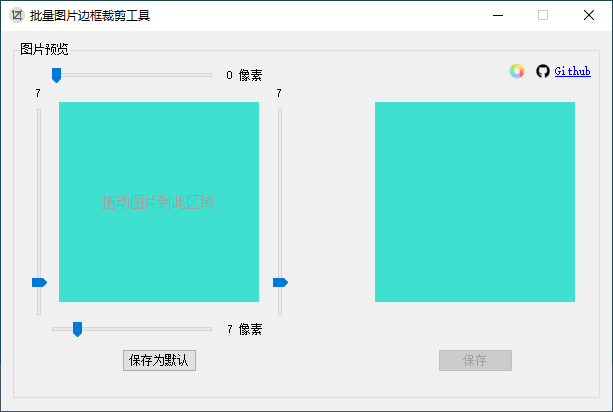 批量图片边框裁剪工具
图片预览
0 像素
Github
7
7
拖动图片到此区域
7 像素
保存为默认
保存